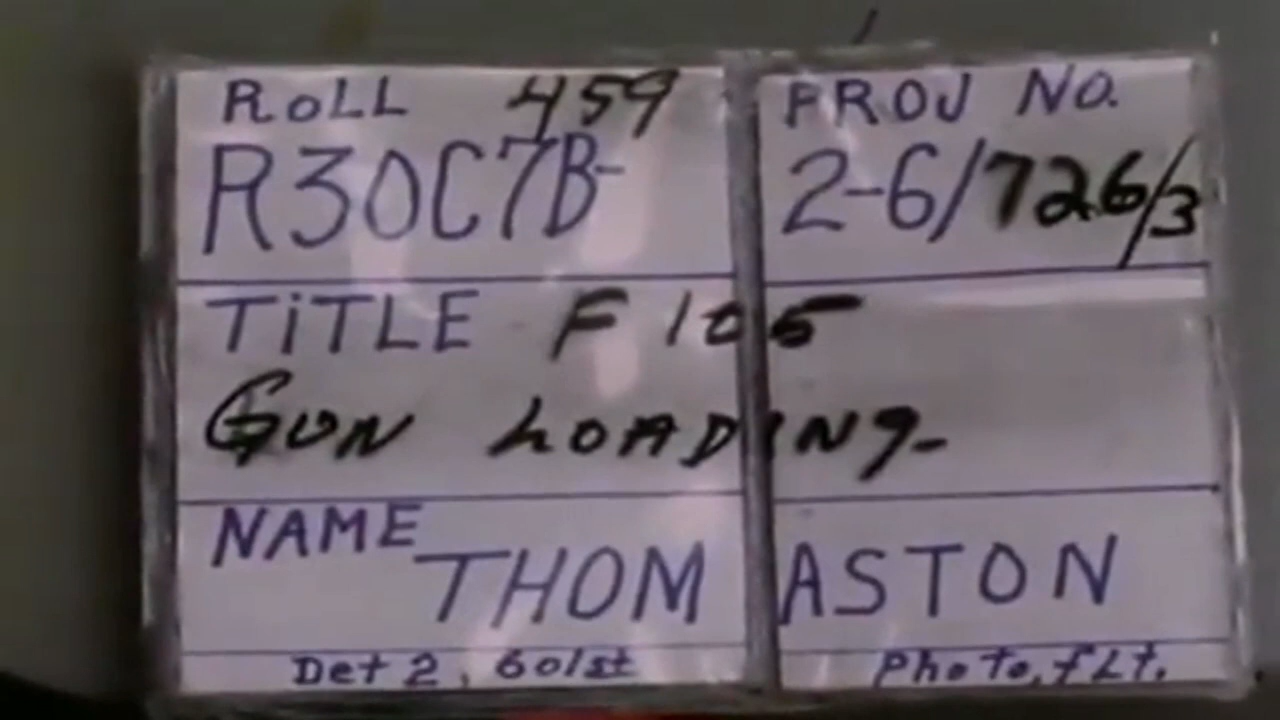 ROLL 459 PROJ NO.
R30C7B- 2-6/726/3
TiTLE F 105
GUN LOADING-
NAME
THOMASTON
Det 2, 601st Photo, fLt.